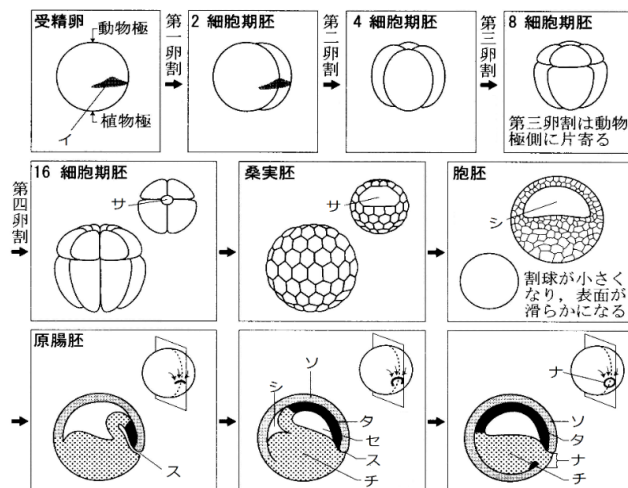 受精卵
動物極
植物極
イ
第一卵割
2 細胞期胚
第二卵割
4 細胞期胚
第三卵割
8 細胞期胚
第三卵割は動物
極側に片寄る
第四卵割
16 細胞期胚
サ
桑実胚
サ
胞胚
シ
割球が小さく
なり，表面が
滑らかになる
原腸胚
ス
シ
ソ
タ
セ
ス
チ
ナ
ソ
タ
ナ
チ